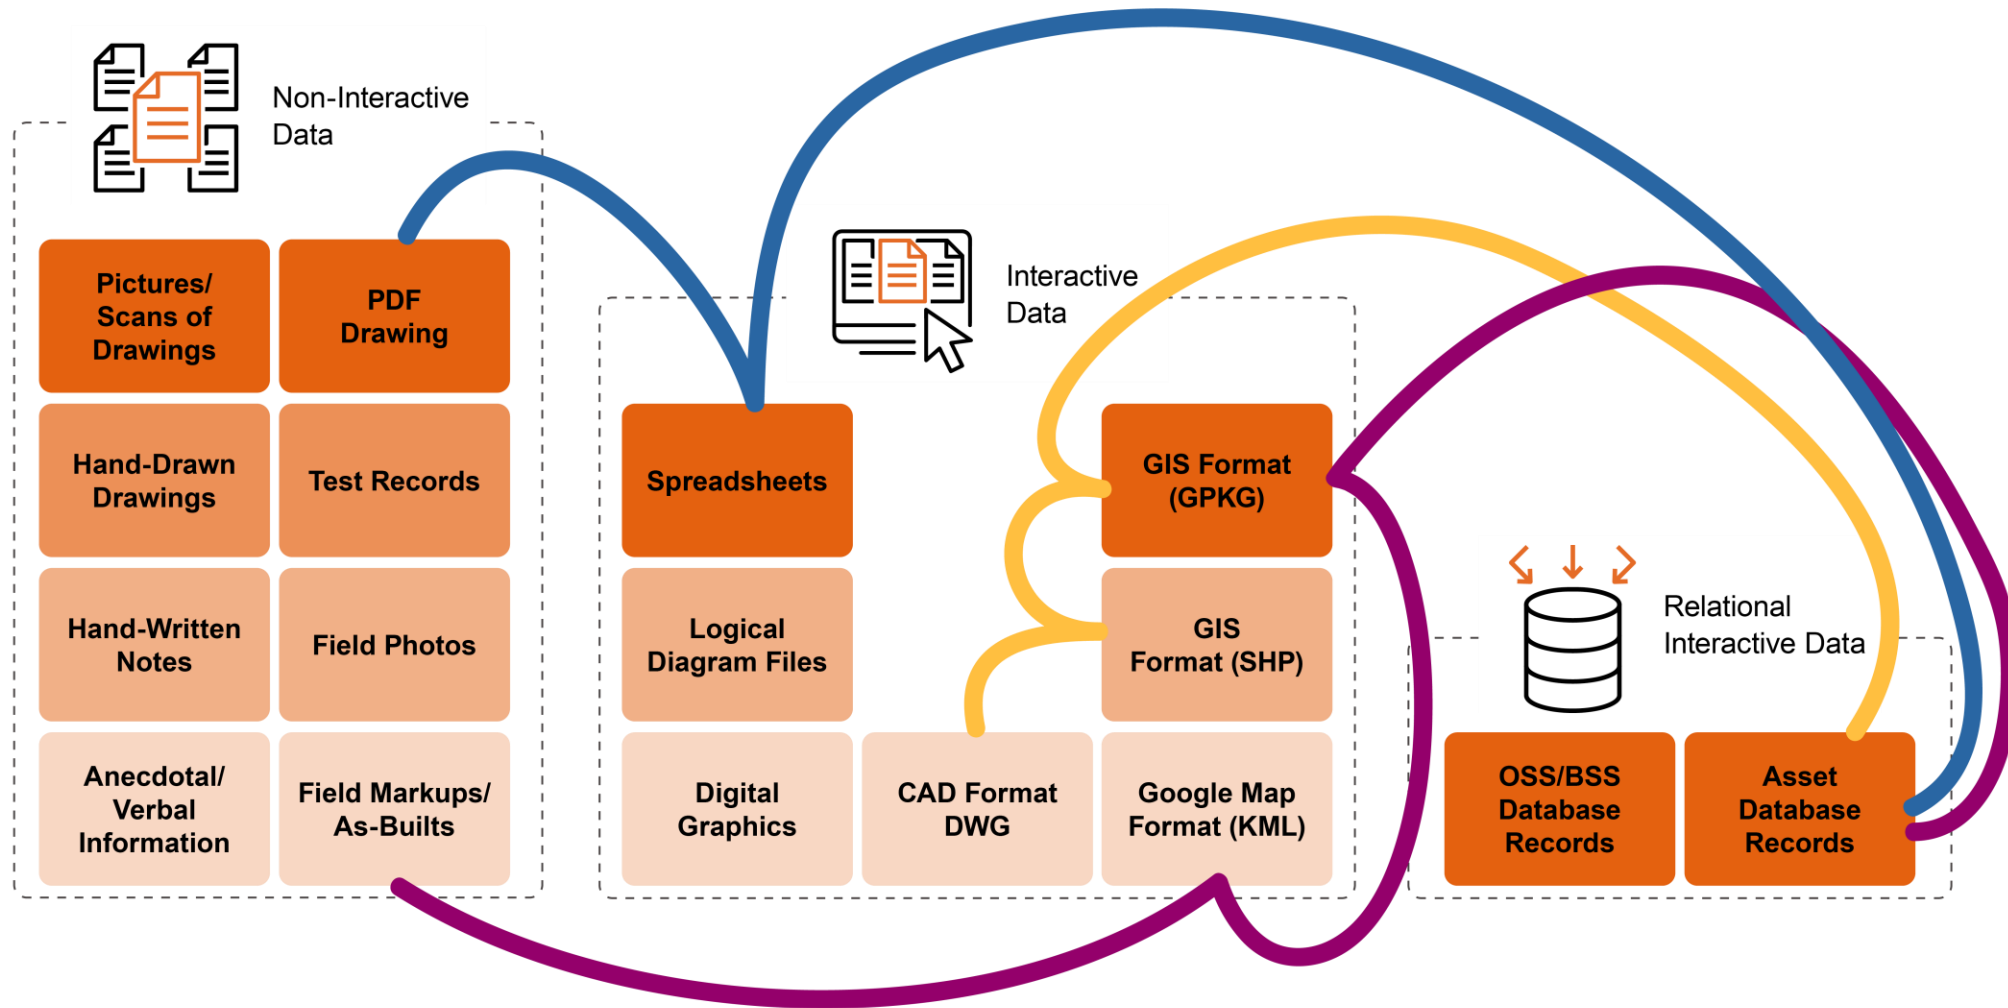 Non-Interactive
Data
Pictures/
Scans of
Drawings
PDF
Drawing
Hand-Drawn
Drawings
Test Records
Hand-Written
Notes
Field Photos
Anecdotal/
Verbal
Information
Field Markups/
As-Builts
Interactive
Data
Spreadsheets
GIS Format
(GPKG)
Logical
Diagram Files
GIS
Format (SHP)
Digital
Graphics
CAD Format
DWG
Google Map
Format (KML)
Relational
Interactive Data
OSS/BSS
Database
Records
Asset
Database
Records